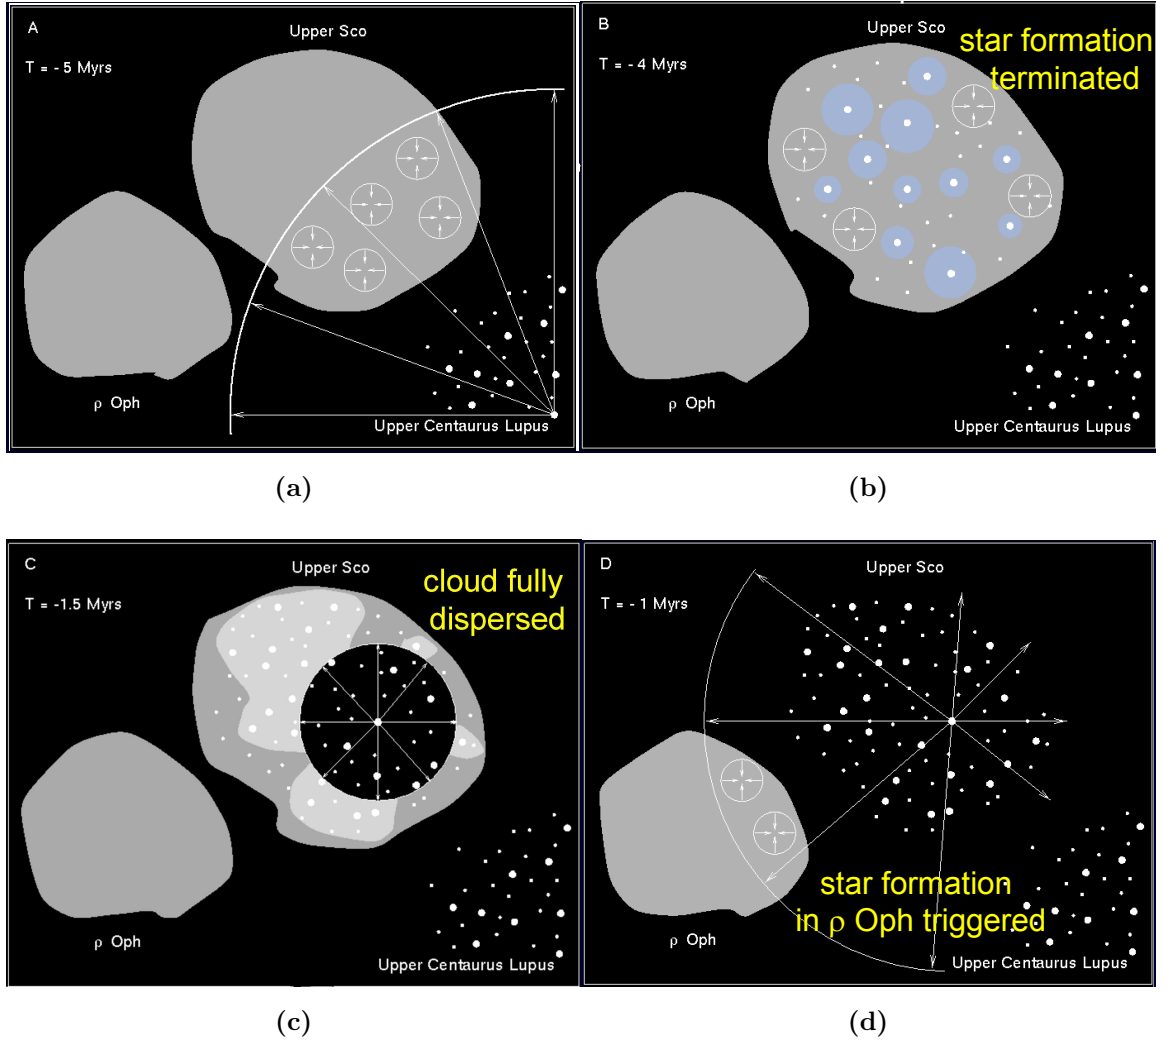 A
Upper Sco
T = - 5 Myrs
ρ Oph
Upper Centaurus Lupus
(a)
B
Upper Sco
star formation
terminated
T = - 4 Myrs
ρ Oph
Upper Centaurus Lupus
(b)
C
Upper Sco
cloud fully
dispersed
T = -1.5 Myrs
ρ Oph
Upper Centaurus Lupus
(c)
D
Upper Sco
T = - 1 Myrs
star formation
in ρ Oph triggered
ρ Oph
Upper Centaurus Lupus
(d)